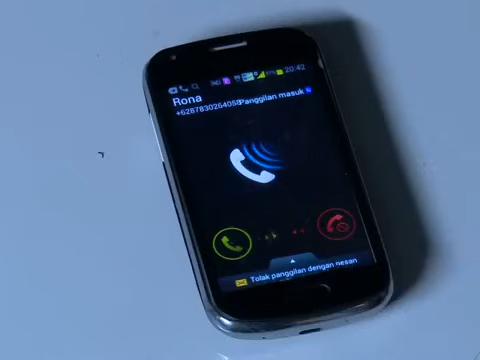 20:42
Rona
+6287830264058 Panggilan masuk
Tolak panggilan dengan pesan